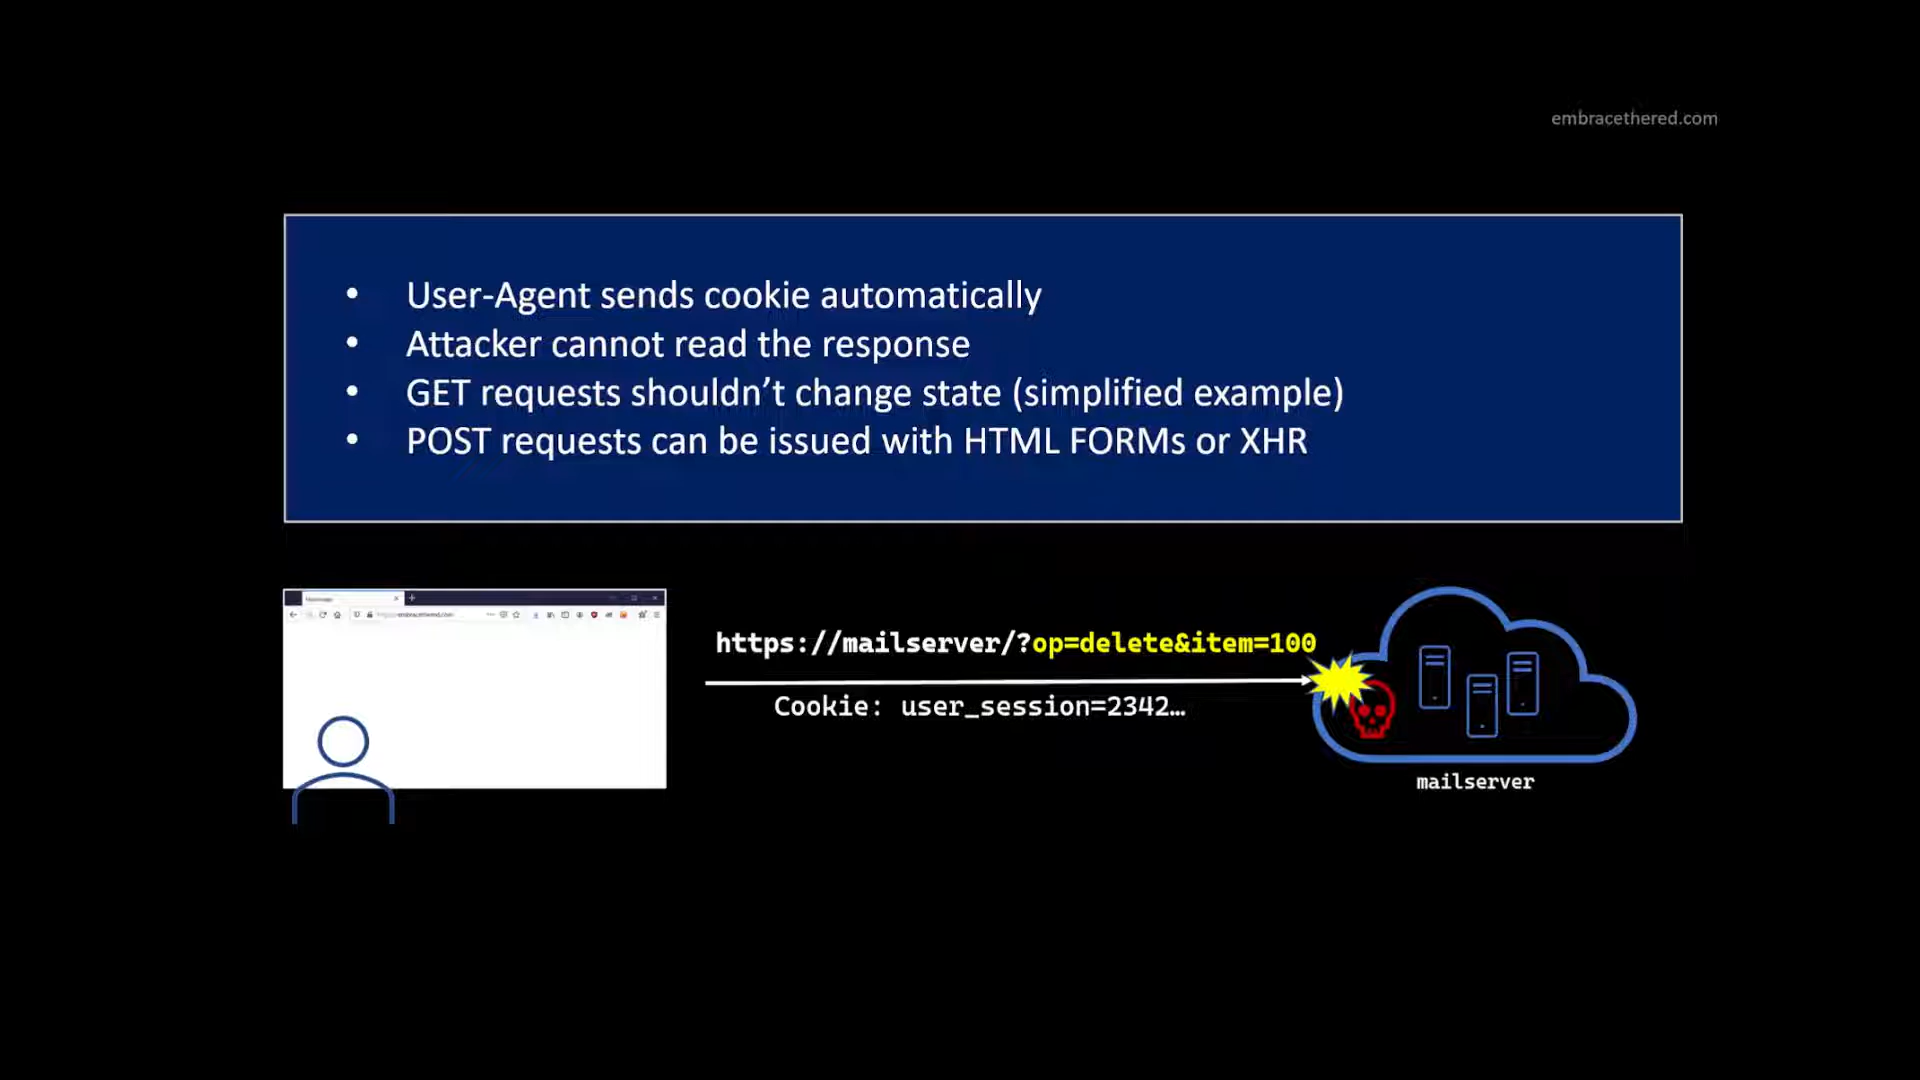 embracethered.com
• User-Agent sends cookie automatically
• Attacker cannot read the response
• GET requests shouldn’t change state (simplified example)
• POST requests can be issued with HTML FORMs or XHR
https://mailserver/?op=delete&item=100
Cookie: user_session=2342…
mailserver